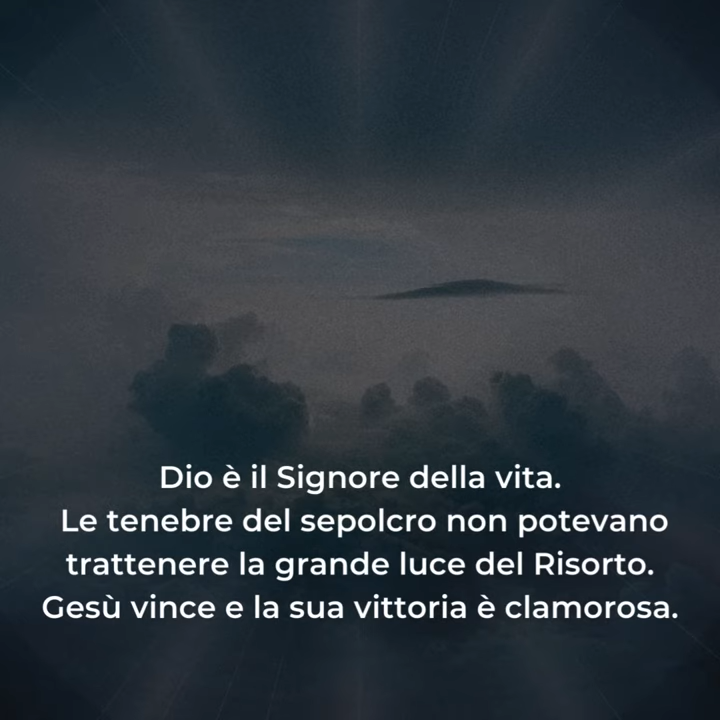 Dio è il Signore della vita.
Le tenebre del sepolcro non potevano
trattenere la grande luce del Risorto.
Gesù vince e la sua vittoria è clamorosa.